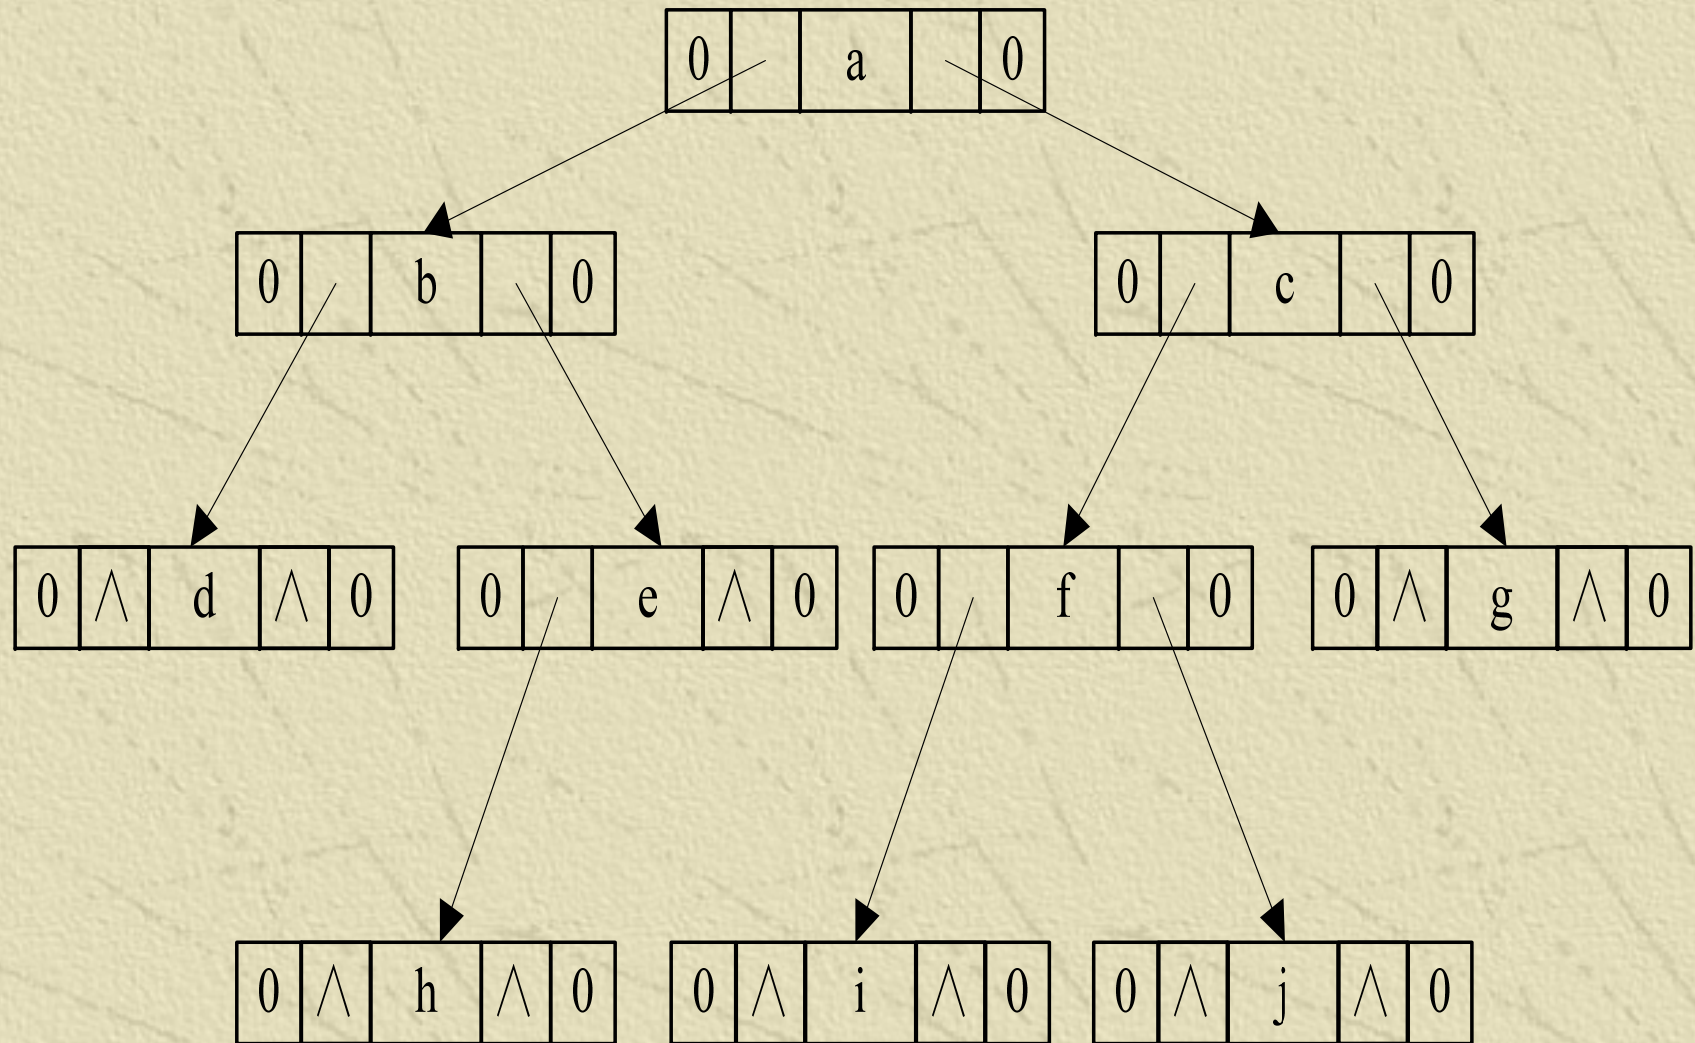 0 a 0
0 b 0 0 c 0
0 ∧ d ∧ 0 0 e ∧ 0 0 f 0 0 ∧ g ∧ 0
0 ∧ h ∧ 0 0 ∧ i ∧ 0 0 ∧ j ∧ 0